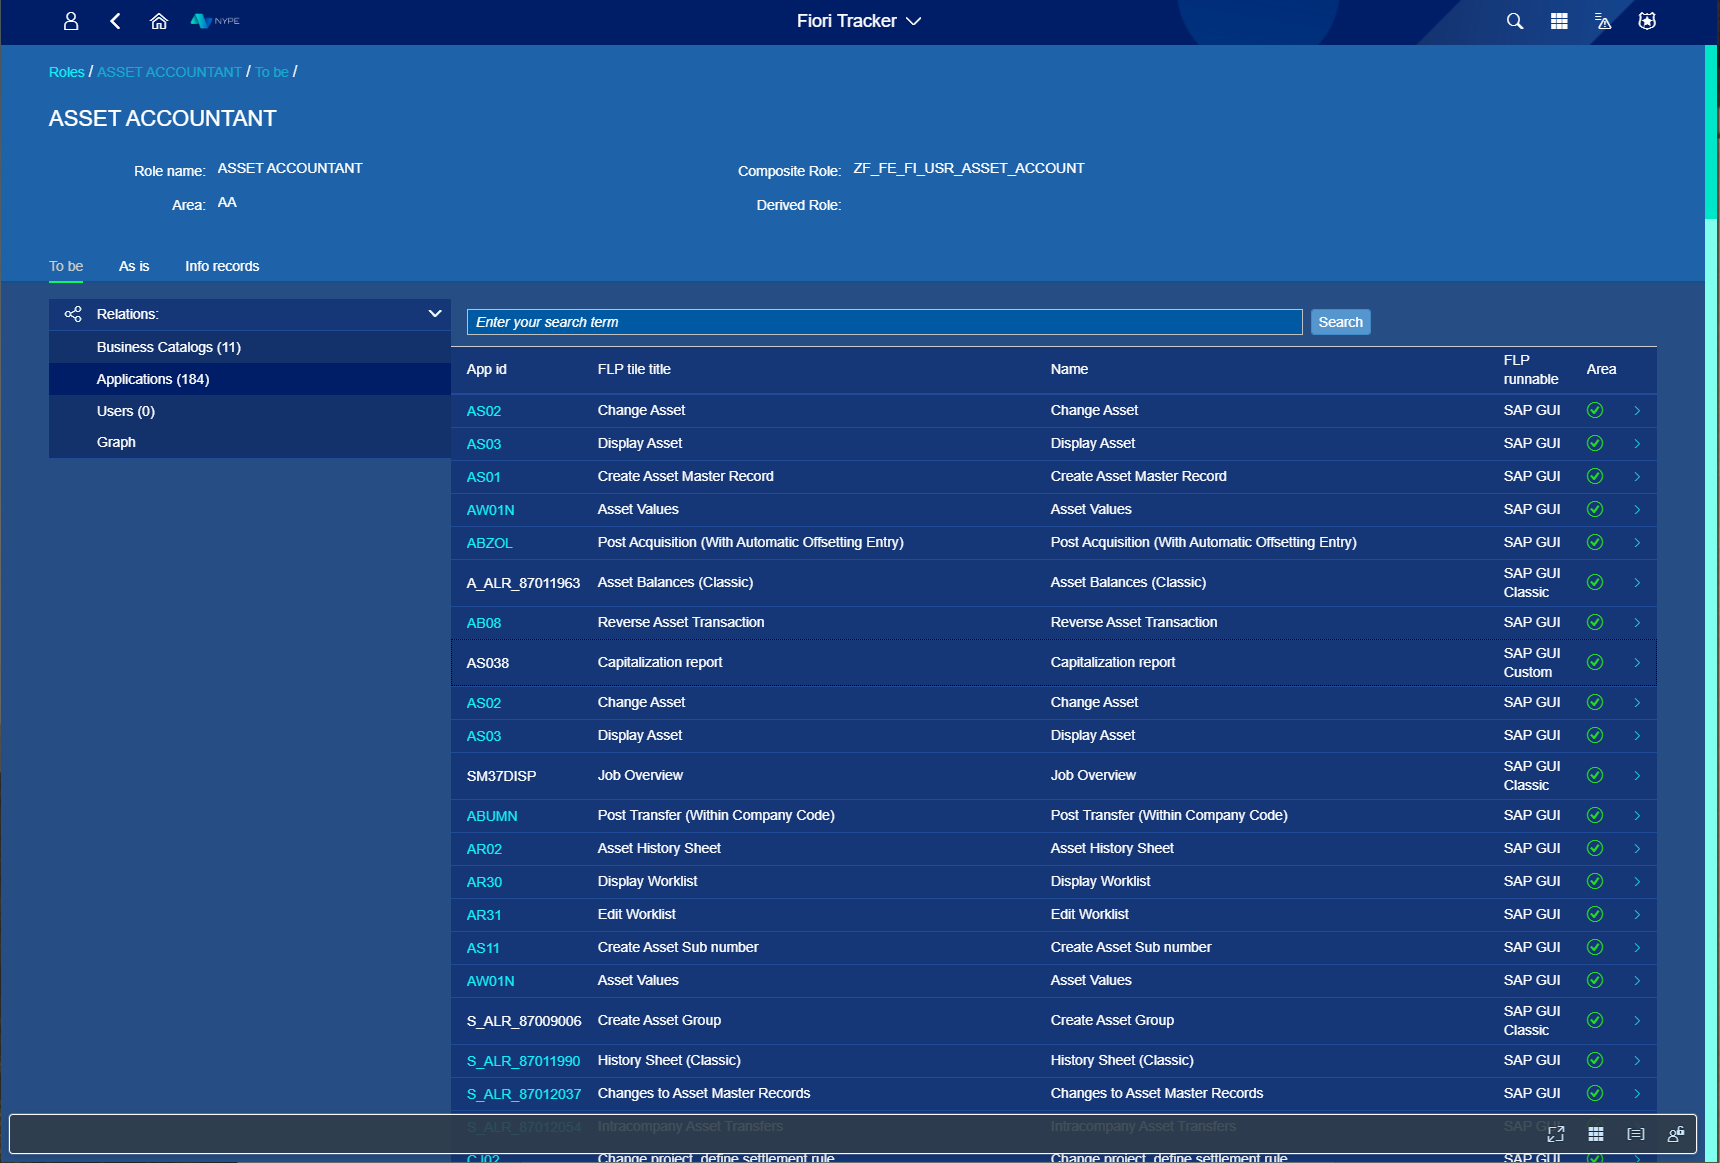 NYPE
Fiori Tracker
Roles / ASSET ACCOUNTANT / To be /
ASSET ACCOUNTANT
Role name: ASSET ACCOUNTANT
Composite Role: ZF_FE_FI_USR_ASSET_ACCOUNT
Area: AA
Derived Role:
To be As is Info records
Relations:
Business Catalogs (11)
Applications (184)
Users (0)
Graph
Enter your search term Search
App id FLP tile title Name FLP runnable Area
AS02 Change Asset Change Asset SAP GUI
AS03 Display Asset Display Asset SAP GUI
AS01 Create Asset Master Record Create Asset Master Record SAP GUI
AW01N Asset Values Asset Values SAP GUI
ABZOL Post Acquisition (With Automatic Offsetting Entry) Post Acquisition (With Automatic Offsetting Entry) SAP GUI
A_ALR_87011963 Asset Balances (Classic) Asset Balances (Classic) SAP GUI Classic
AB08 Reverse Asset Transaction Reverse Asset Transaction SAP GUI
AS038 Capitalization report Capitalization report SAP GUI Custom
AS02 Change Asset Change Asset SAP GUI
AS03 Display Asset Display Asset SAP GUI
SM37DISP Job Overview Job Overview SAP GUI Classic
ABUMN Post Transfer (Within Company Code) Post Transfer (Within Company Code) SAP GUI
AR02 Asset History Sheet Asset History Sheet SAP GUI
AR30 Display Worklist Display Worklist SAP GUI
AR31 Edit Worklist Edit Worklist SAP GUI
AS11 Create Asset Sub number Create Asset Sub number SAP GUI
AW01N Asset Values Asset Values SAP GUI
S_ALR_87009006 Create Asset Group Create Asset Group SAP GUI Classic
S_ALR_87011990 History Sheet (Classic) History Sheet (Classic) SAP GUI
S_ALR_87012037 Changes to Asset Master Records Changes to Asset Master Records SAP GUI
S_ALR_87012054 Intracompany Asset Transfers Intracompany Asset Transfers SAP GUI
CJ02 Change project, define settlement rule Change project, define settlement rule SAP GUI